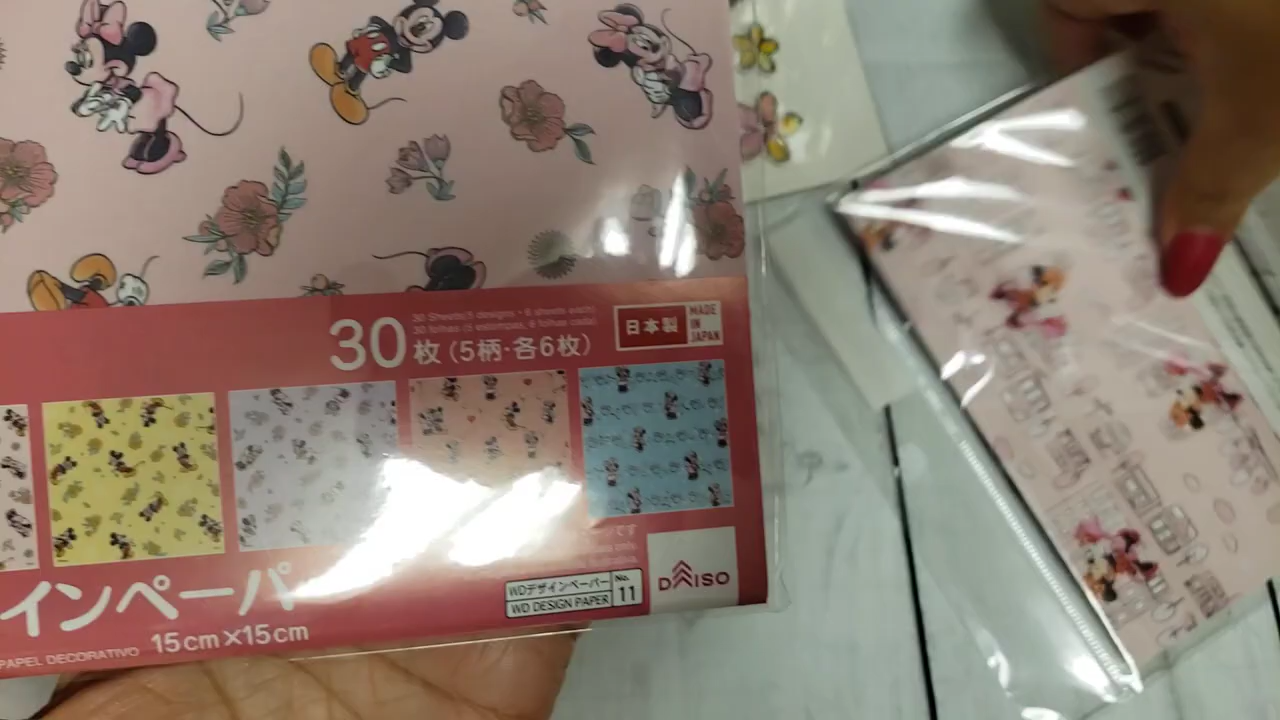 30 Sheets(5 designs・6 sheets each)
30 folhas (5 estampas, 6 folhas cada)
30枚(5柄・各6枚)
日本製
MADE IN JAPAN
インペーパ
PAPEL DECORATIVO 15cm×15cm
WDデザインペーパー
WD DESIGN PAPER
No. 11
DAISO